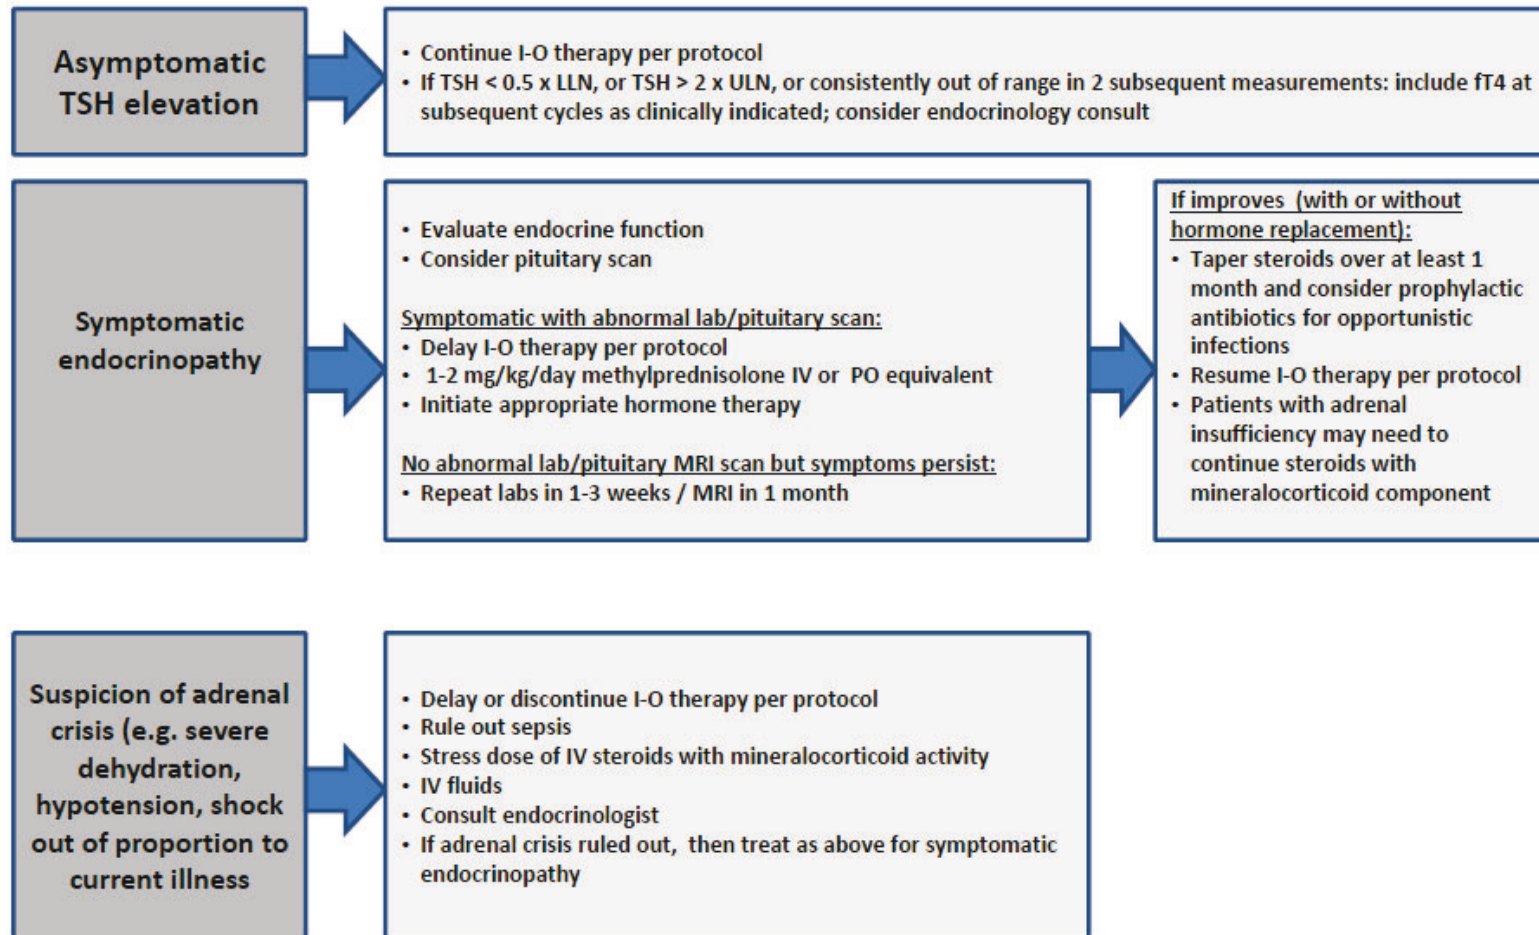 Asymptomatic
TSH elevation
• Continue I-O therapy per protocol
• If TSH < 0.5 x LLN, or TSH > 2 x ULN, or consistently out of range in 2 subsequent measurements: include fT4 at
subsequent cycles as clinically indicated; consider endocrinology consult
Symptomatic
endocrinopathy
• Evaluate endocrine function
• Consider pituitary scan
Symptomatic with abnormal lab/pituitary scan:
• Delay I-O therapy per protocol
• 1-2 mg/kg/day methylprednisolone IV or PO equivalent
• Initiate appropriate hormone therapy
No abnormal lab/pituitary MRI scan but symptoms persist:
• Repeat labs in 1-3 weeks / MRI in 1 month
If improves (with or without
hormone replacement):
• Taper steroids over at least 1
month and consider prophylactic
antibiotics for opportunistic
infections
• Resume I-O therapy per protocol
• Patients with adrenal
insufficiency may need to
continue steroids with
mineralocorticoid component
Suspicion of adrenal
crisis (e.g. severe
dehydration,
hypotension, shock
out of proportion to
current illness
• Delay or discontinue I-O therapy per protocol
• Rule out sepsis
• Stress dose of IV steroids with mineralocorticoid activity
• IV fluids
• Consult endocrinologist
• If adrenal crisis ruled out, then treat as above for symptomatic
endocrinopathy